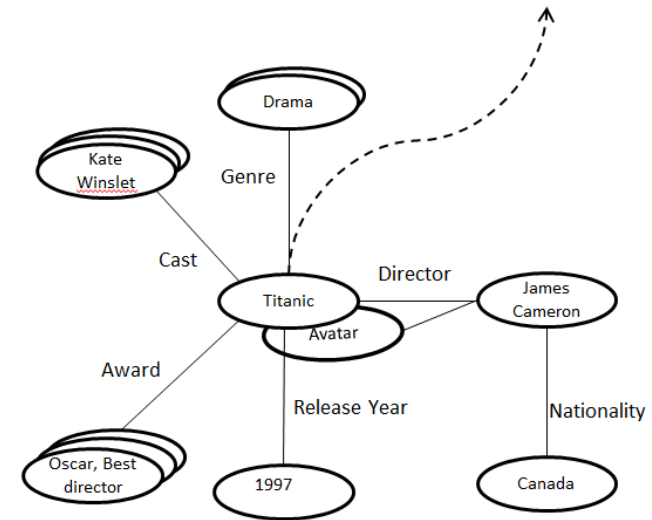 Drama
Kate
Winslet
Genre
Cast
Director
Titanic
James
Cameron
Avatar
Award
Release Year
Nationality
Oscar, Best
director
1997
Canada